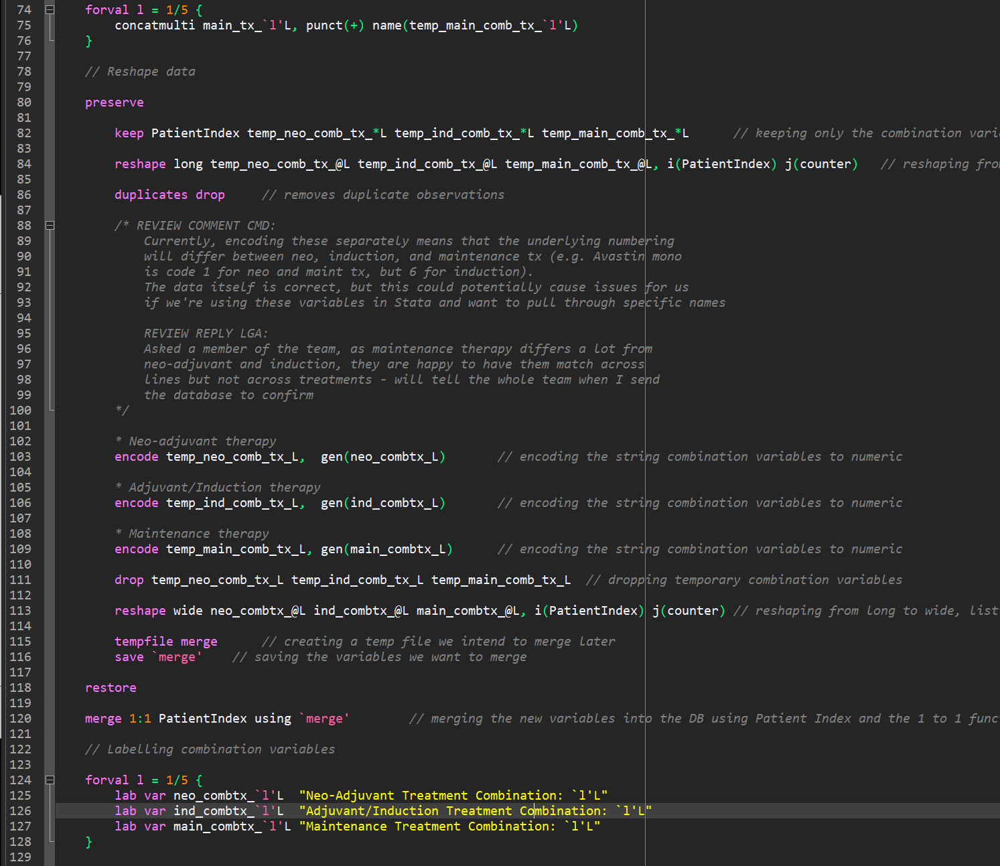 74 forval l = 1/5 {
75 concatmulti main_tx_`l'L, punct(+) name(temp_main_comb_tx_`l'L)
76 }
77
78 // Reshape data
79
80 preserve
81
82 keep PatientIndex temp_neo_comb_tx_*L temp_ind_comb_tx_*L temp_main_comb_tx_*L // keeping only the combination
83
84 reshape long temp_neo_comb_tx_@L temp_ind_comb_tx_@L temp_main_comb_tx_@L, i(PatientIndex) j(counter) // reshaping
85
86 duplicates drop // removes duplicate observations
87
88 /* REVIEW COMMENT CMD:
89 Currently, encoding these separately means that the underlying numbering
90 will differ between neo, induction, and maintenance tx (e.g. Avastin mono
91 is code 1 for neo and maint tx, but 6 for induction).
92 The data itself is correct, but this could potentially cause issues for us
93 if we're using these variables in Stata and want to pull through specific names
94
95 REVIEW REPLY LGA:
96 Asked a member of the team, as maintenance therapy differs a lot from
97 neo-adjuvant and induction, they are happy to have them match across
98 lines but not across treatments - will tell the whole team when I send
99 the database to confirm
100 */
101
102 * Neo-adjuvant therapy
103 encode temp_neo_comb_tx_L, gen(neo_combtx_L) // encoding the string combination variables to numeric
104
105 * Adjuvant/Induction therapy
106 encode temp_ind_comb_tx_L, gen(ind_combtx_L) // encoding the string combination variables to numeric
107
108 * Maintenance therapy
109 encode temp_main_comb_tx_L, gen(main_combtx_L) // encoding the string combination variables to numeric
110
111 drop temp_neo_comb_tx_L temp_ind_comb_tx_L temp_main_comb_tx_L // dropping temporary combination variables
112
113 reshape wide neo_combtx_@L ind_combtx_@L main_combtx_@L, i(PatientIndex) j(counter) // reshaping from long to wide, list
114
115 tempfile merge // creating a temp file we intend to merge later
116 save `merge' // saving the variables we want to merge
117
118 restore
119
120 merge 1:1 PatientIndex using `merge' // merging the new variables into the DB using Patient Index and the 1 to 1
121
122 // Labelling combination variables
123
124 forval l = 1/5 {
125 lab var neo_combtx_`l'L "Neo-Adjuvant Treatment Combination: `l'L"
126 lab var ind_combtx_`l'L "Adjuvant/Induction Treatment Combination: `l'L"
127 lab var main_combtx_`l'L "Maintenance Treatment Combination: `l'L"
128 }
129